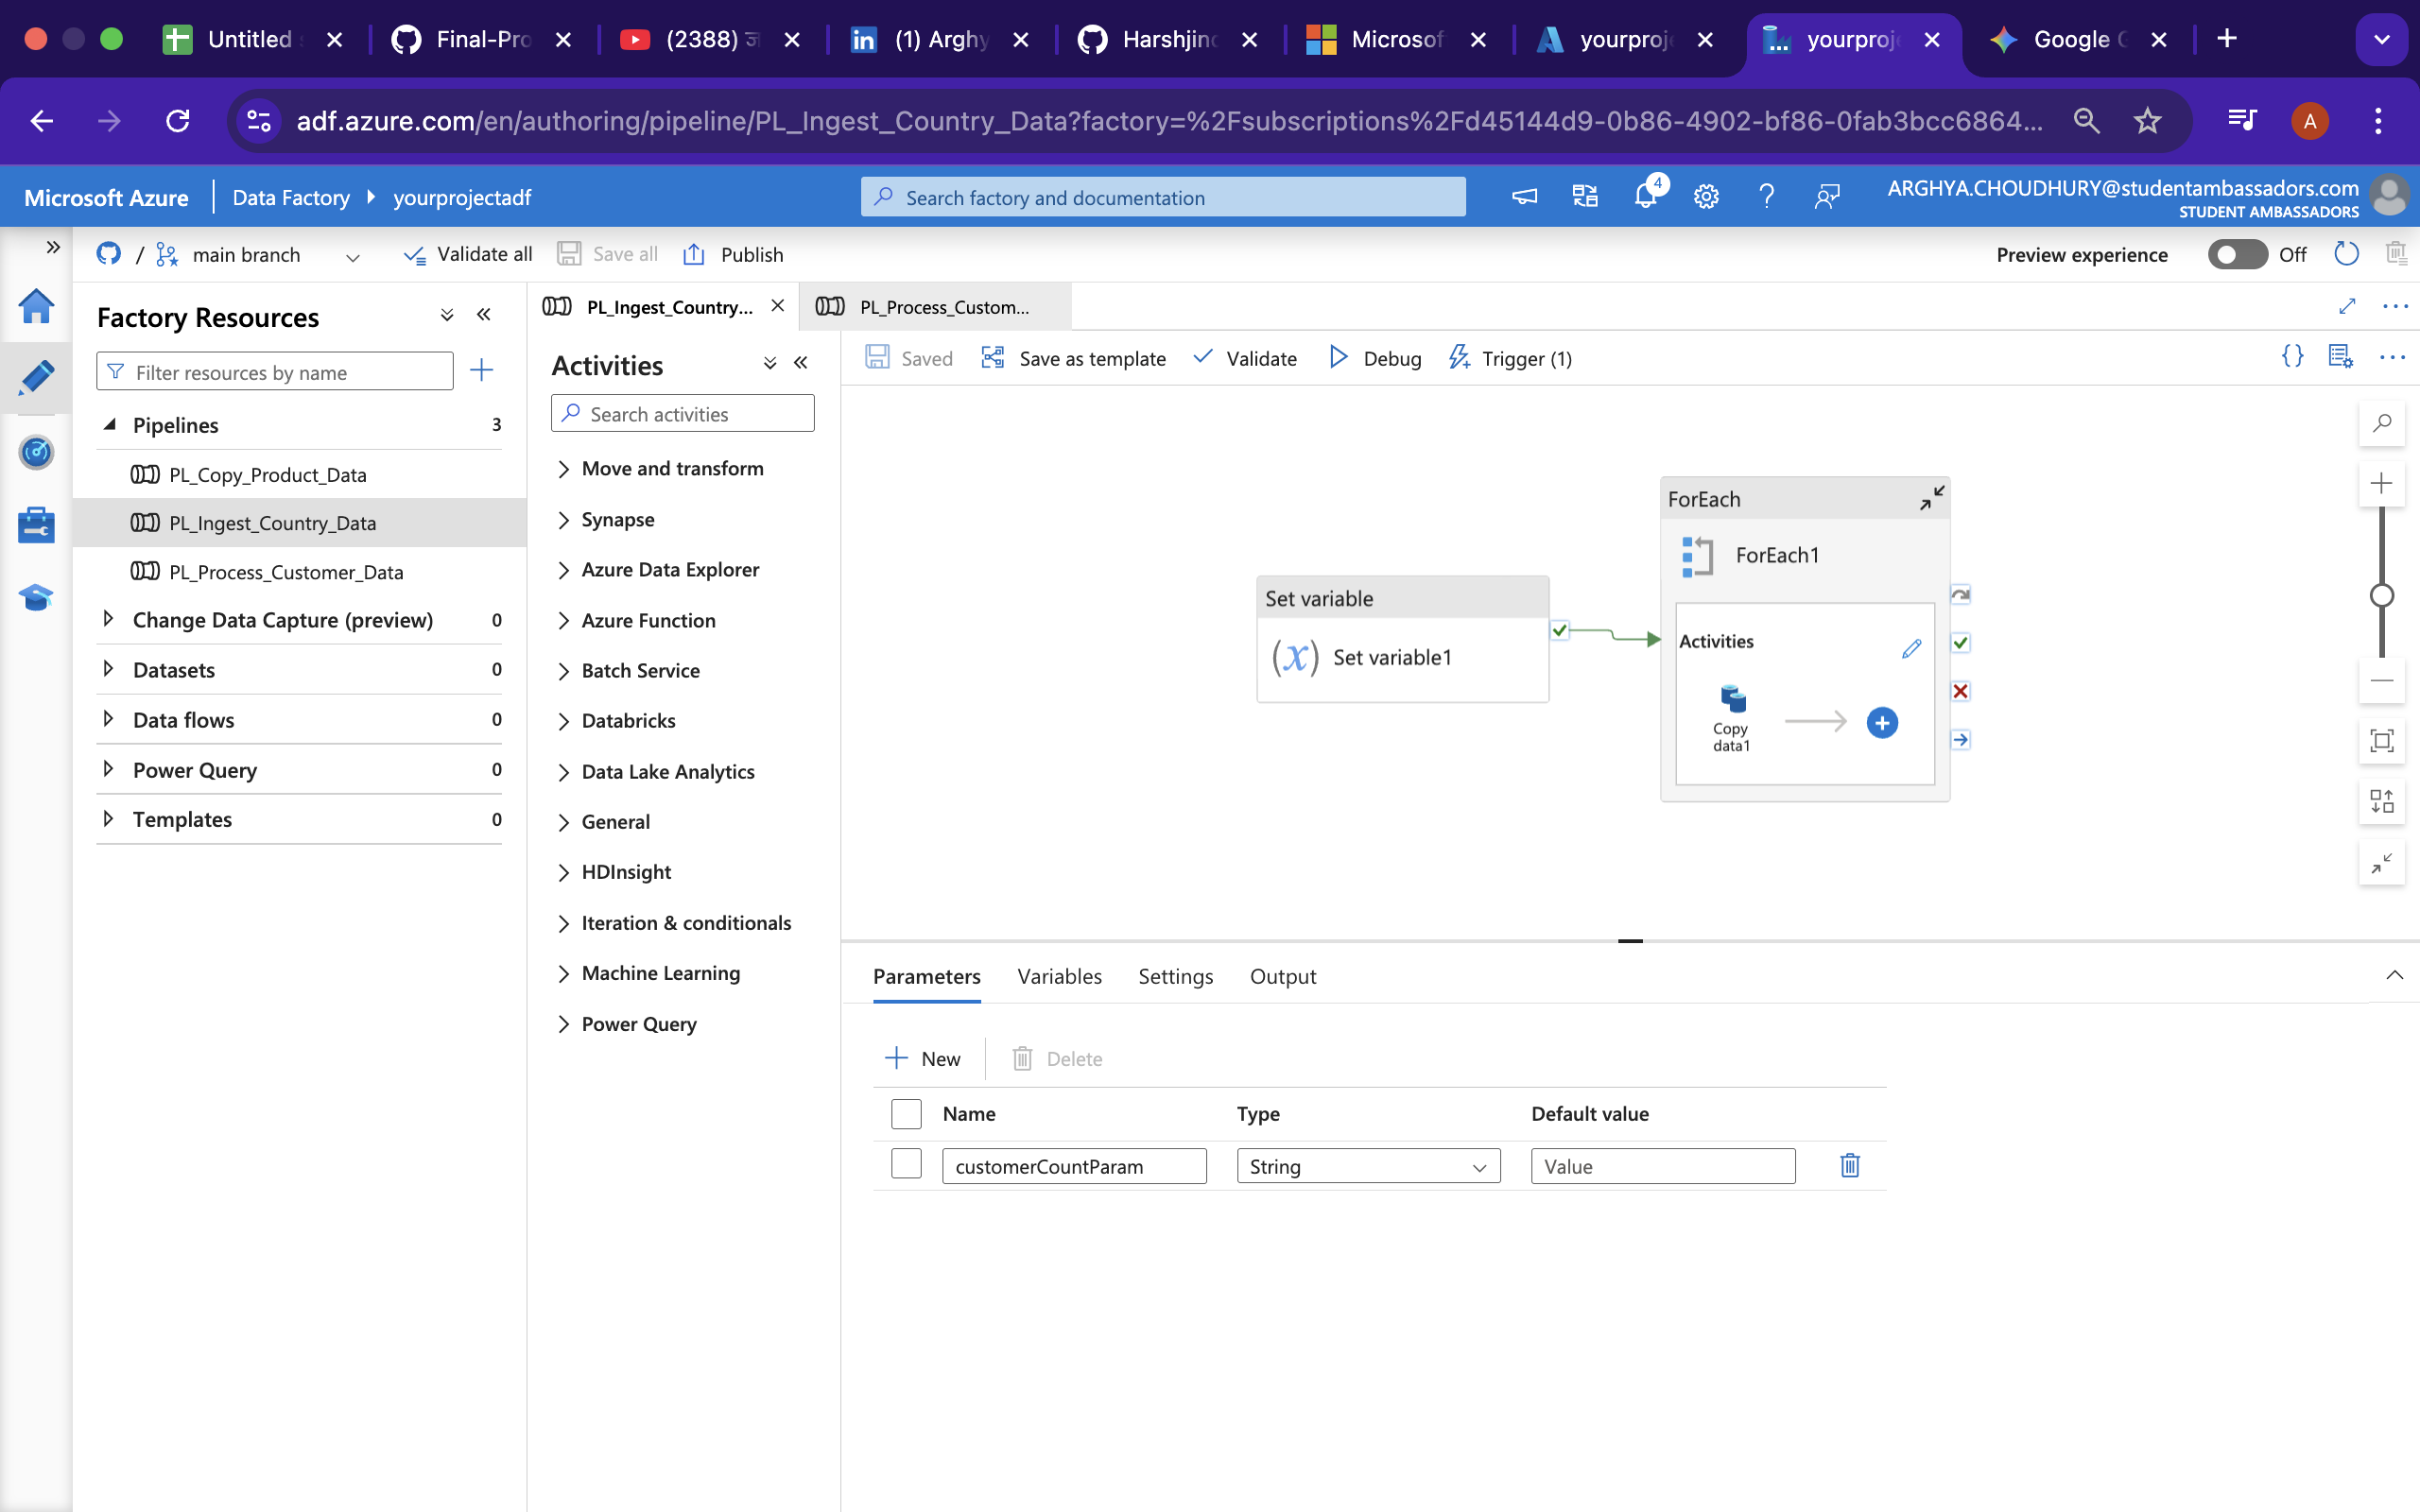 Untitled
Final-Pro
(2388)
in (1) Arghy
Harshjind
Microsof
yourproje
yourproje
Google C
adf.azure.com/en/authoring/pipeline/PL_Ingest_Country_Data?factory=%2Fsubscriptions%2Fd45144d9-0b86-4902-bf86-0fab3bcc6864...
A
Microsoft Azure
Data Factory
yourprojectadf
Search factory and documentation
4
ARGHYA.CHOUDHURY@studentambassadors.com
STUDENT AMBASSADORS
/ main branch
Validate all
Save all
Publish
Preview experience
Off
Factory Resources
Filter resources by name
Pipelines 3
PL_Copy_Product_Data
PL_Ingest_Country_Data
PL_Process_Customer_Data
Change Data Capture (preview) 0
Datasets 0
Data flows 0
Power Query 0
Templates 0
PL_Ingest_Country...
PL_Process_Custom...
Activities
Search activities
Move and transform
Synapse
Azure Data Explorer
Azure Function
Batch Service
Databricks
Data Lake Analytics
General
HDInsight
Iteration & conditionals
Machine Learning
Power Query
Saved
Save as template
Validate
Debug
Trigger (1)
{}
Set variable
(x) Set variable1
ForEach
ForEach1
Activities
Copy
data1
Parameters
Variables
Settings
Output
New
Delete
Name Type Default value
customerCountParam String Value